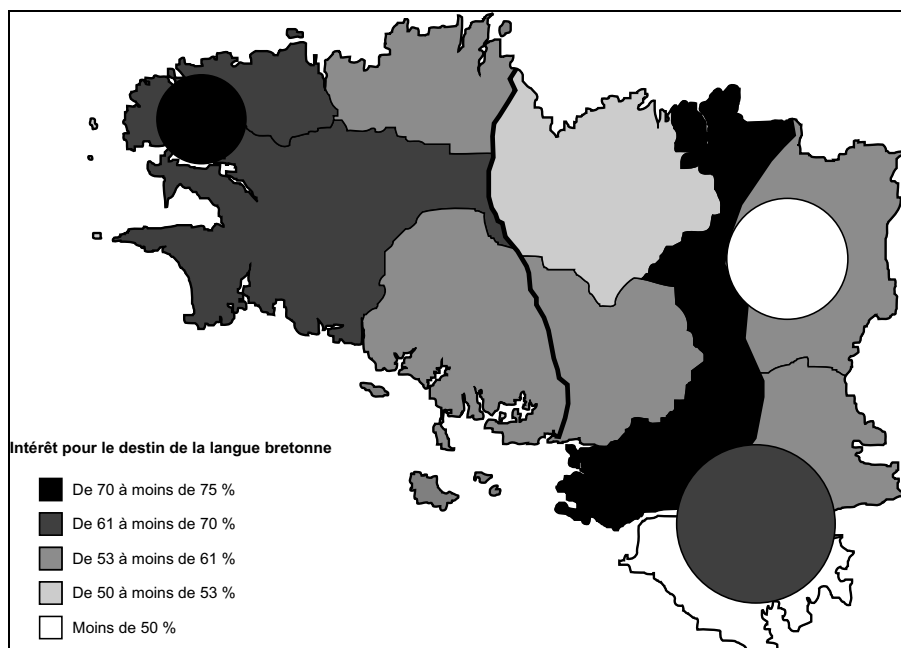 Intérêt pour le destin de la langue bretonne
De 70 à moins de 75 %
De 61 à moins de 70 %
De 53 à moins de 61 %
De 50 à moins de 53 %
Moins de 50 %